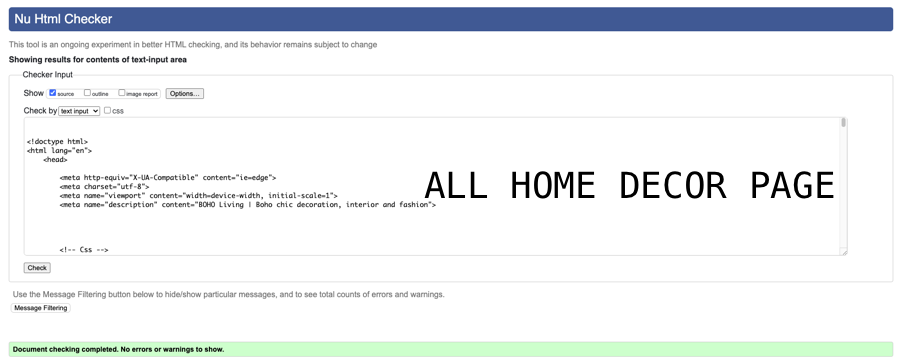 Nu Html Checker
This tool is an ongoing experiment in better HTML checking, and its behavior remains subject to change
Showing results for contents of text-input area
Checker Input
Show source outline image report Options...
Check by text input css
<!doctype html>
<html lang="en">
<head>
<meta http-equiv="X-UA-Compatible" content="ie=edge">
<meta charset="utf-8">
<meta name="viewport" content="width=device-width, initial-scale=1">
<meta name="description" content="BOHO Living | Boho chic decoration, interior and fashion">
ALL HOME DECOR PAGE
<!-- Css -->
Check
Use the Message Filtering button below to hide/show particular messages, and to see total counts of errors and warnings.
Message Filtering
Document checking completed. No errors or warnings to show.